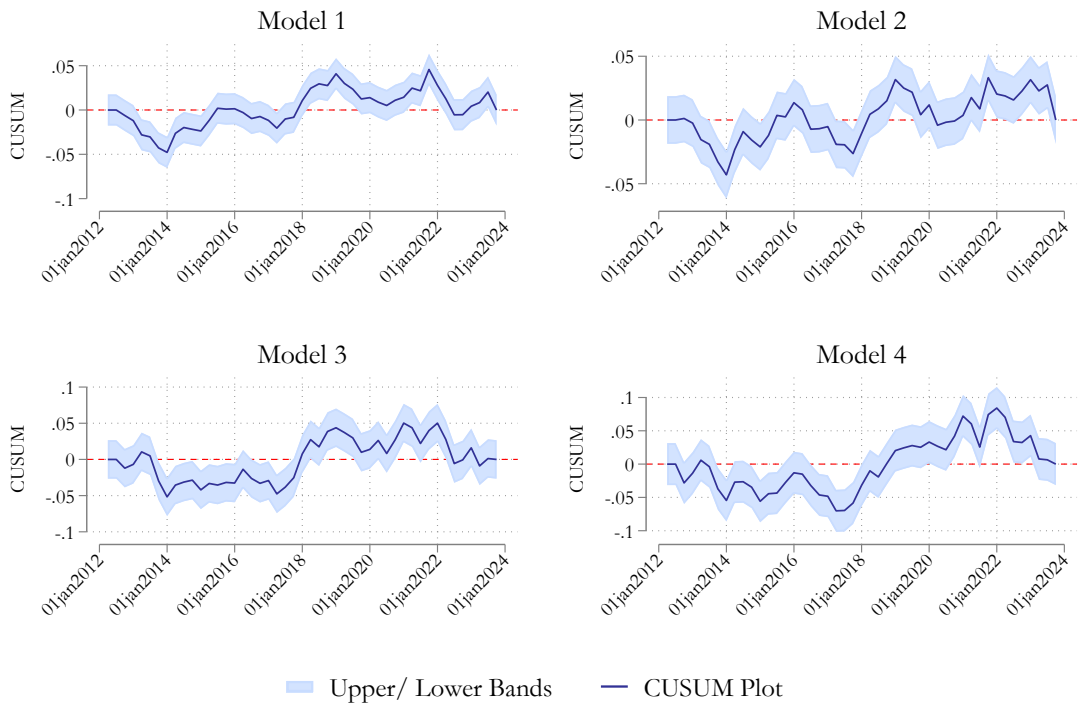 Model 1
CUSUM
.05
0
-.05
-.1
01jan2012
01jan2014
01jan2016
01jan2018
01jan2020
01jan2022
01jan2024
Model 2
CUSUM
.05
0
-.05
01jan2012
01jan2014
01jan2016
01jan2018
01jan2020
01jan2022
01jan2024
Model 3
CUSUM
.1
.05
0
-.05
-.1
01jan2012
01jan2014
01jan2016
01jan2018
01jan2020
01jan2022
01jan2024
Model 4
CUSUM
.1
.05
0
-.05
-.1
01jan2012
01jan2014
01jan2016
01jan2018
01jan2020
01jan2022
01jan2024
Upper/ Lower Bands
CUSUM Plot